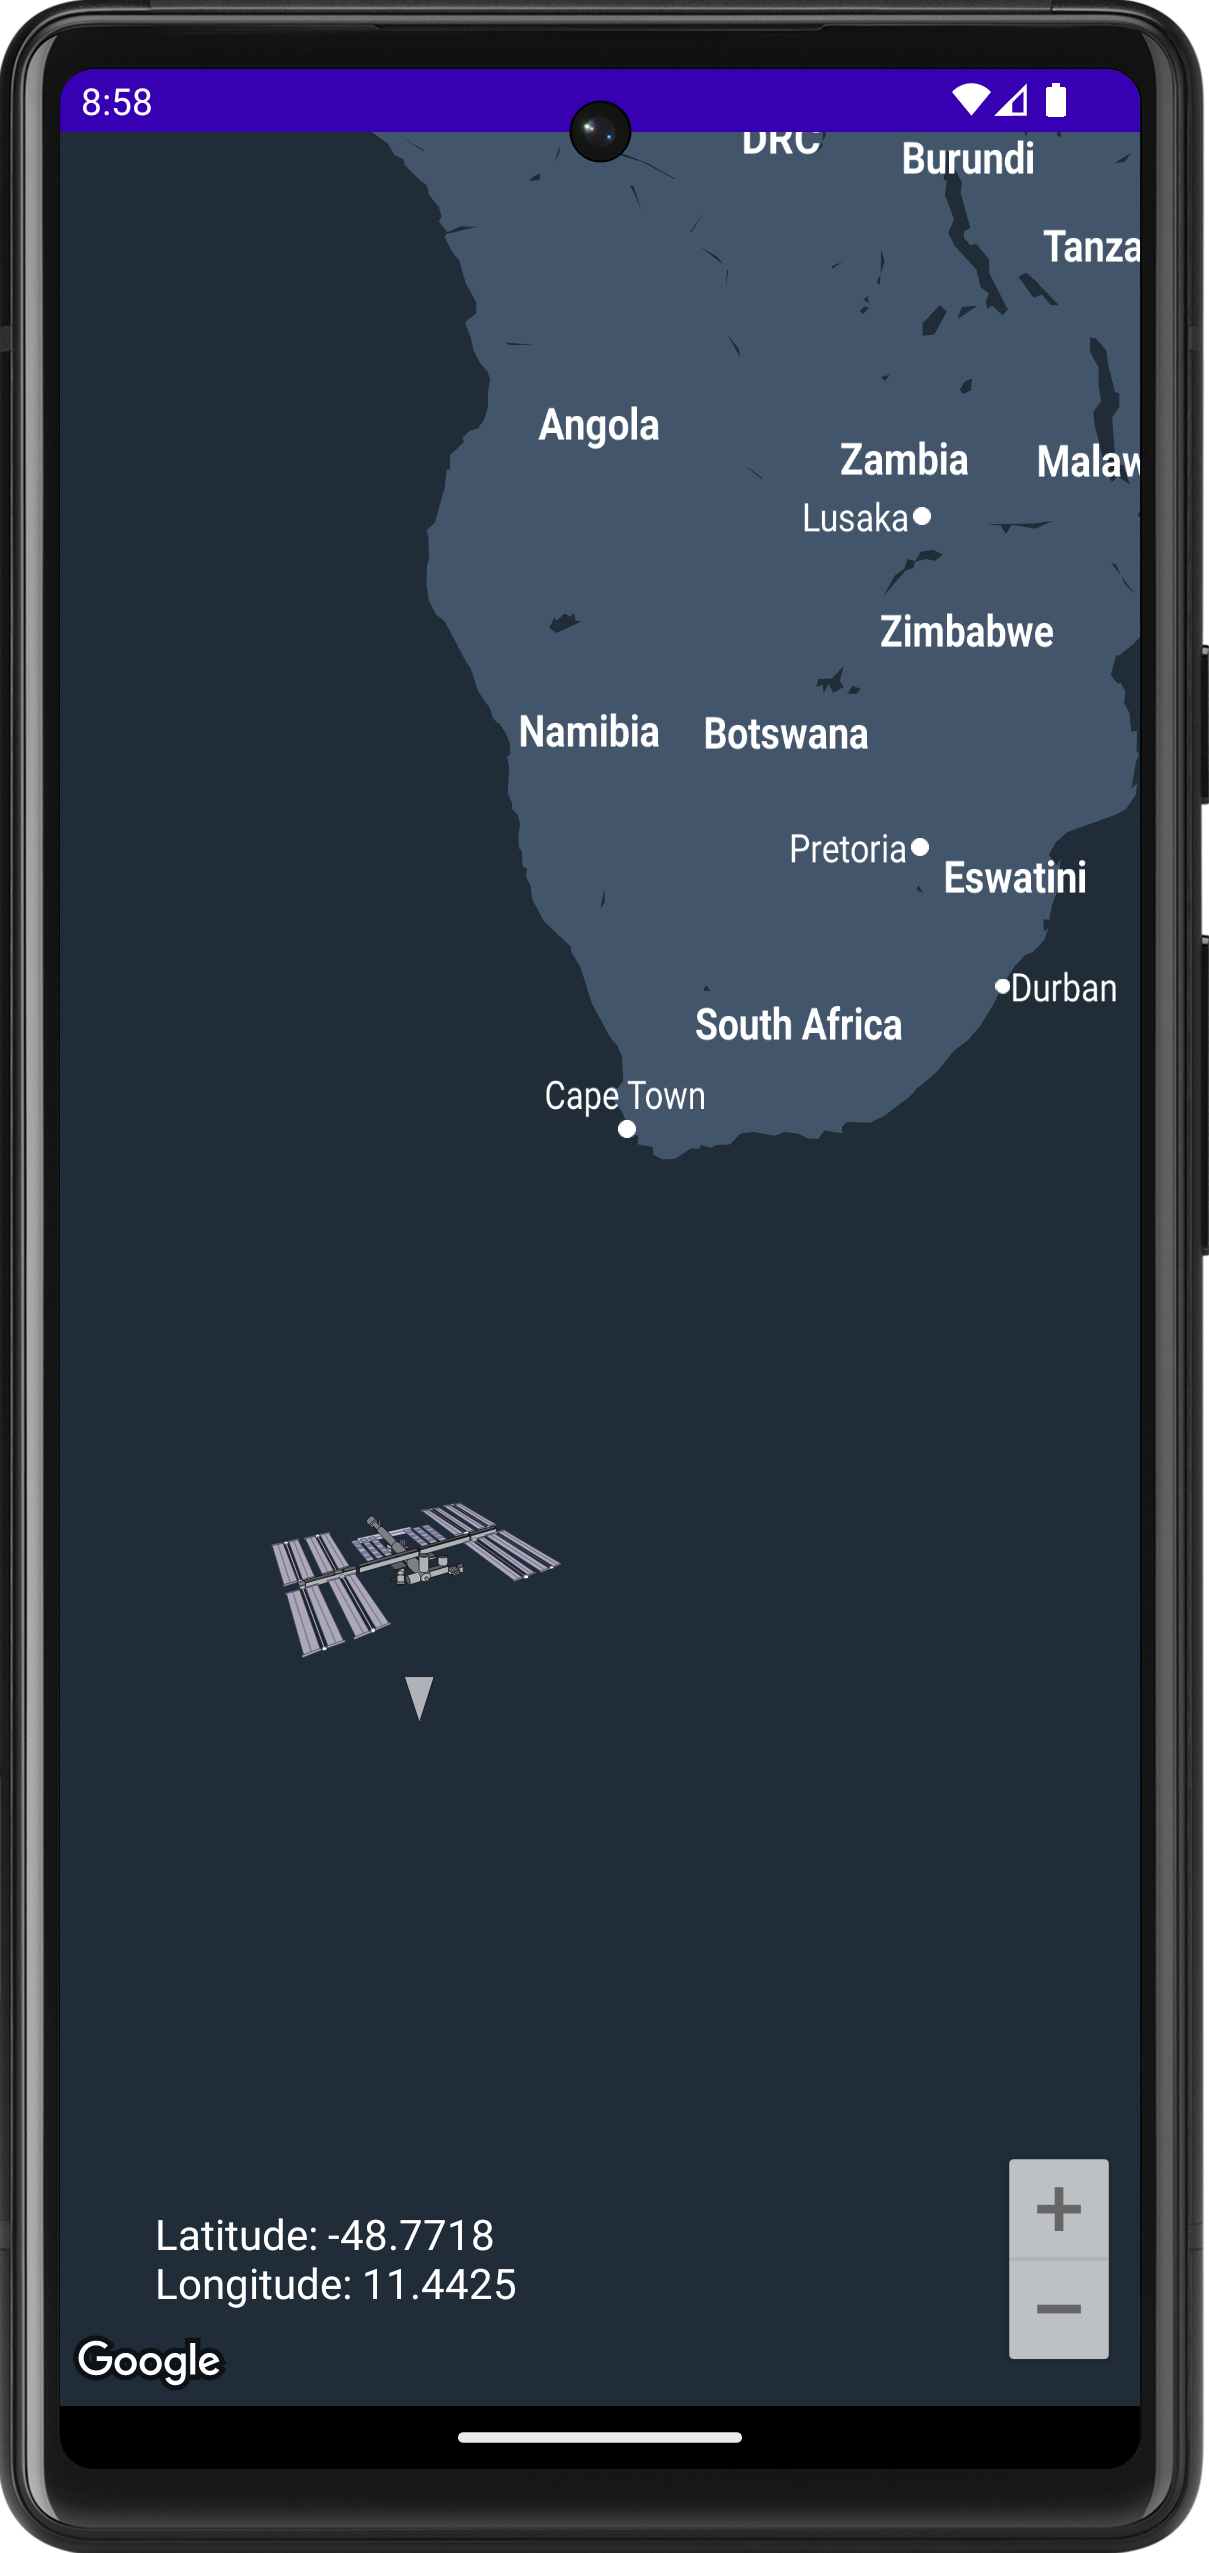 8:58
DRC
Burundi
Tanza
Angola
Zambia
Malaw
Lusaka
Zimbabwe
Namibia
Botswana
Pretoria
Eswatini
Durban
South Africa
Cape Town
+
−
Latitude: -48.7718
Longitude: 11.4425
Google